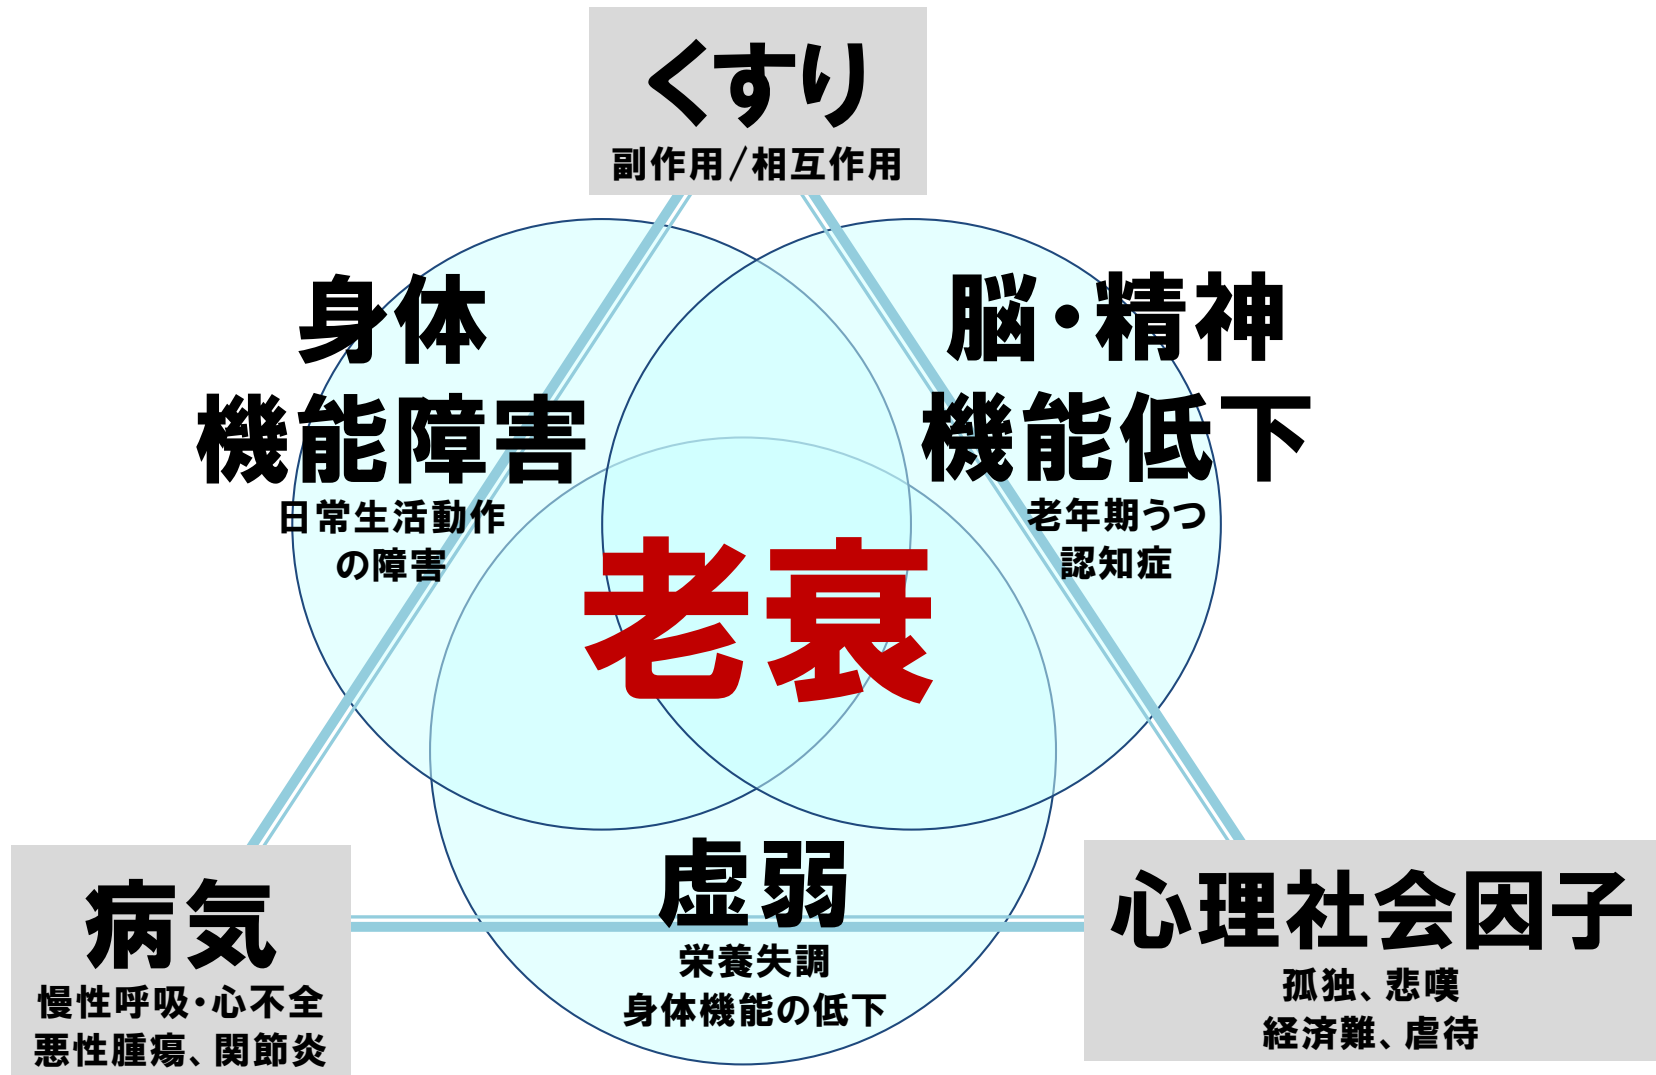 くすり
副作用/相互作用
身体
機能障害
日常生活動作
の障害
脳・精神
機能低下
老年期うつ
認知症
老衰
虚弱
栄養失調
身体機能の低下
病気
慢性呼吸・心不全
悪性腫瘍、関節炎
心理社会因子
孤独、悲嘆
経済難、虐待